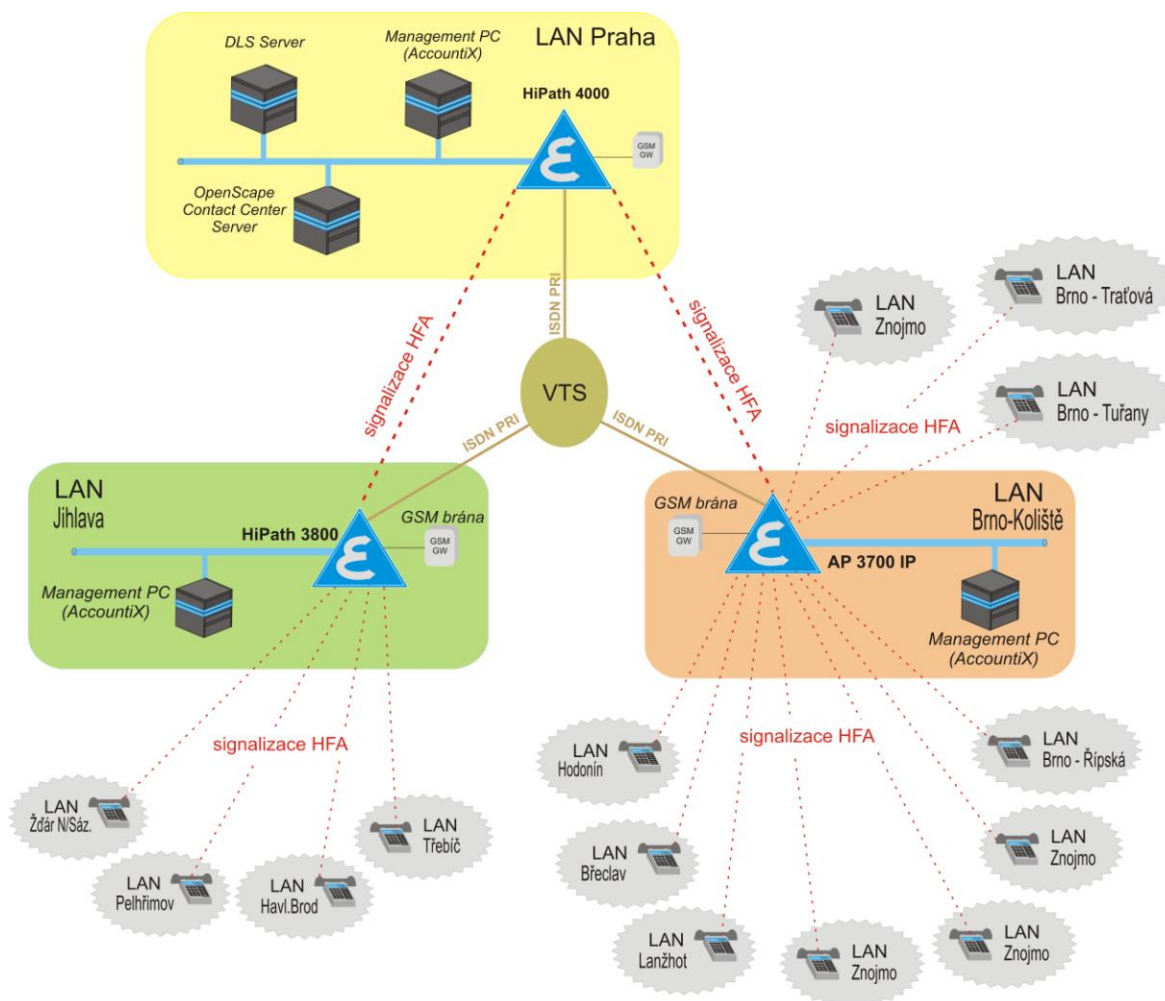 DLS Server
Management PC
(AccountiX)
LAN Praha
HiPath 4000
GSM
GW
OpenScape
Contact Center
Server
ISDN PRI
signalizace HFA
signalizace HFA
VTS
ISDN PRI
ISDN PRI
LAN
Znojmo
LAN
Brno - Traťová
LAN
Brno - Tuřany
signalizace HFA
LAN
Jihlava
HiPath 3800
GSM brána
GSM
GW
Management PC
(AccountiX)
GSM brána
GSM
GW
LAN
Brno-Koliště
AP 3700 IP
Management PC
(AccountiX)
signalizace HFA
LAN
Žďár N/Sáz.
LAN
Pelhřimov
LAN
Havl.Brod
LAN
Třebíč
signalizace HFA
LAN
Hodonín
LAN
Břeclav
LAN
Lanžhot
LAN
Znojmo
LAN
Znojmo
LAN
Znojmo
LAN
Brno - Řípská